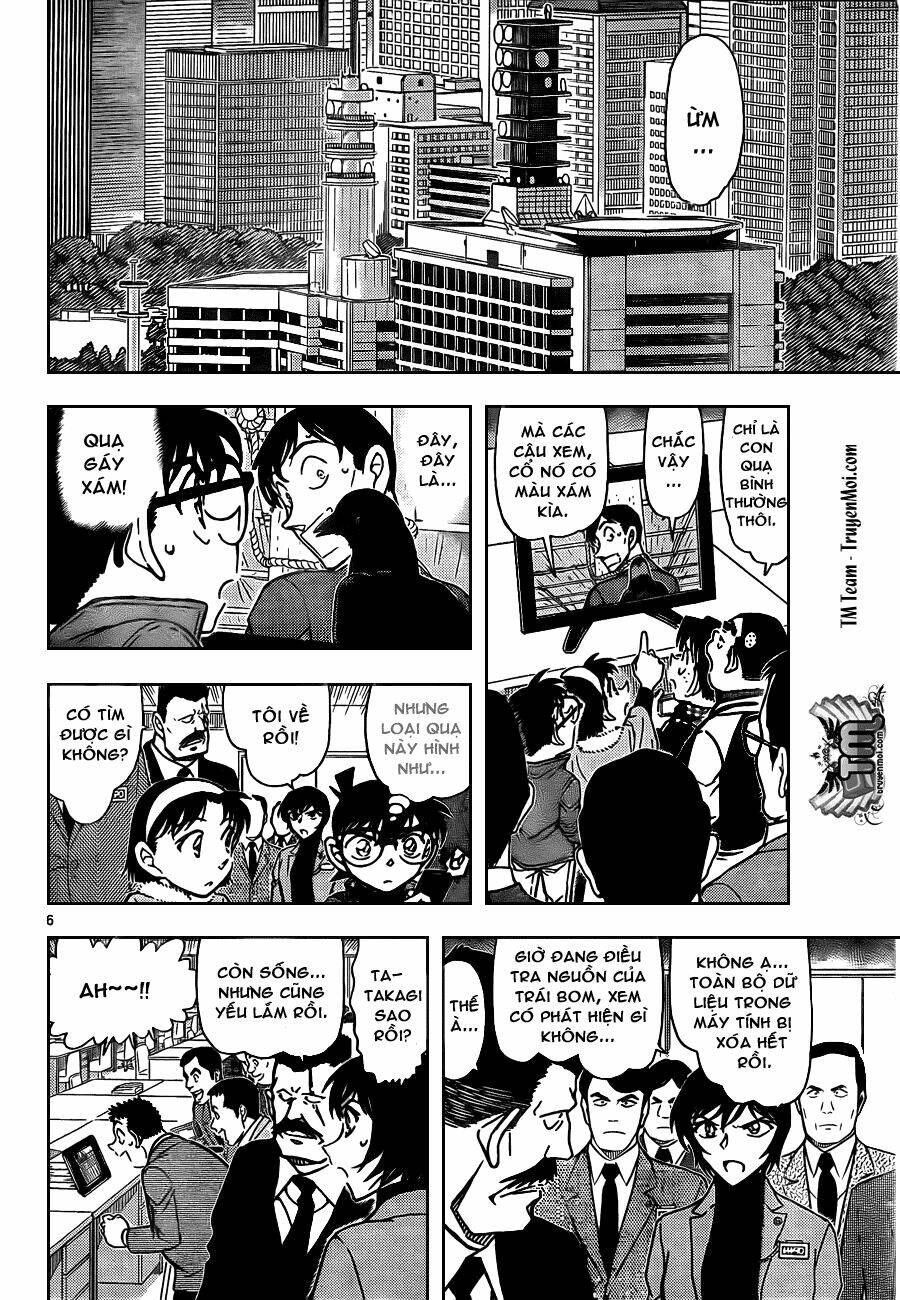 ỪM
...
CHỈ LÀ
CON
QUẠ
BÌNH
THƯỜNG
THÔI.
CHẮC
VẬY
...
MÀ CÁC
CẬU XEM,
CỔ NÓ CÓ
MÀU XÁM
KÌA.
ĐÂY,
ĐÂY
LÀ...
QUẠ
GÁY
XÁM!
NHƯNG
LOẠI QUẠ
NÀY HÌNH
NHƯ...
TÔI VỀ
RỒI!
CÓ TÌM
ĐƯỢC GÌ
KHÔNG?
6
KHÔNG Ạ...
TOÀN BỘ DỮ
LIỆU TRONG
MÁY TÍNH BỊ
XÓA HẾT
RỒI.
GIỜ ĐANG ĐIỀU
TRA NGUỒN CỦA
TRÁI BOM, XEM
CÓ PHÁT HIỆN GÌ
KHÔNG...
THẾ
À...
TA-
TAKAGI
SAO
RỒI?
CÒN SỐNG...
NHƯNG CŨNG
YẾU LẮM RỒI.
AH~~!!
TM Team - TruyenMoi.com
TM
truyenmoi.com